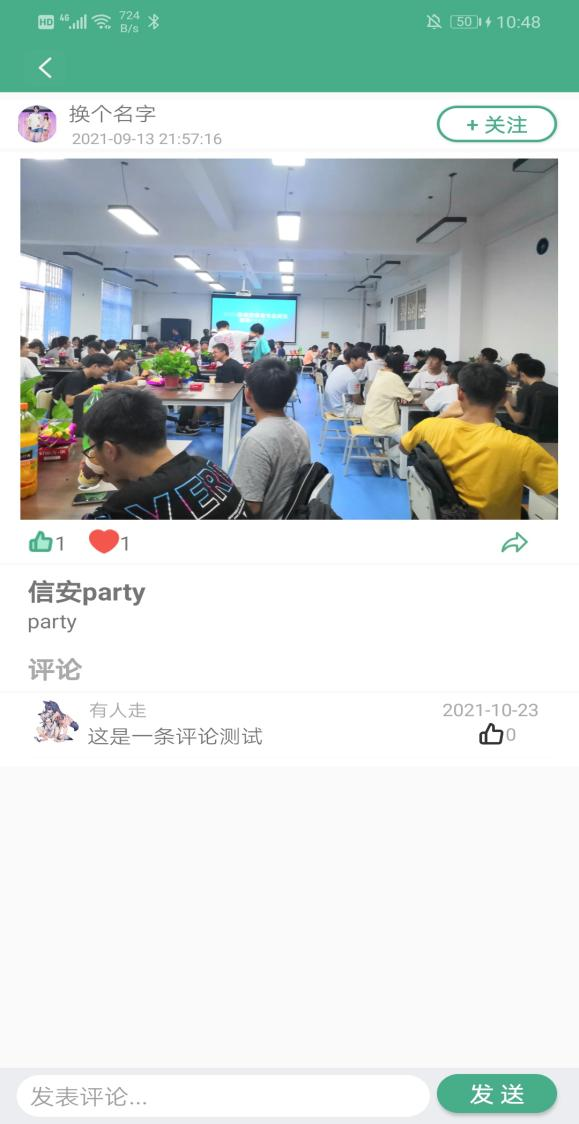 HD 4G 724 B/s 50 10:48
换个名字
2021-09-13 21:57:16
+ 关注
VERI
1 1
信安party
party
评论
有人走
2021-10-23
这是一条评论测试
0
发表评论...
发 送